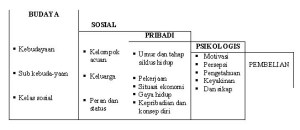 BUDAYA
SOSIAL
PRIBADI
PSIKOLOGIS
PEMBELIAN
• Kebudayaan
• Sub kebuda-yaan
• Kelas sosial
• Kelompok
acuan
• Keluarga
• Peran dan
status
• Umur dan tahap
siklus hidup
• Pekerjaan
• Situasi ekonomi
• Gaya hidup
• Kepribadian dan
konsep diri
• Motivasi
• Persepsi
• Pengetahuan
• Keyakinan
• Dan sikap